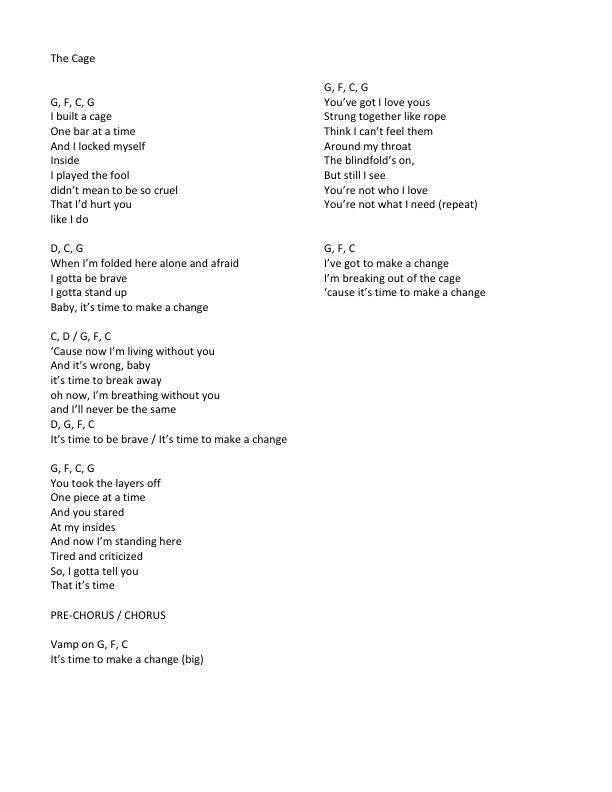 The Cage
G, F, C, G
I built a cage
One bar at a time
And I locked myself
Inside
I played the fool
didn’t mean to be so cruel
That I’d hurt you
like I do
D, C, G
When I’m folded here alone and afraid
I gotta be brave
I gotta stand up
Baby, it’s time to make a change
C, D / G, F, C
‘Cause now I’m living without you
And it’s wrong, baby
it’s time to break away
oh now, I’m breathing without you
and I’ll never be the same
D, G, F, C
It’s time to be brave / It’s time to make a change
G, F, C, G
You took the layers off
One piece at a time
And you stared
At my insides
And now I’m standing here
Tired and criticized
So, I gotta tell you
That it’s time
PRE-CHORUS / CHORUS
Vamp on G, F, C
It’s time to make a change (big)
G, F, C, G
You’ve got I love yous
Strung together like rope
Think I can’t feel them
Around my throat
The blindfold’s on,
But still I see
You’re not who I love
You’re not what I need (repeat)
G, F, C
I’ve got to make a change
I’m breaking out of the cage
‘cause it’s time to make a change